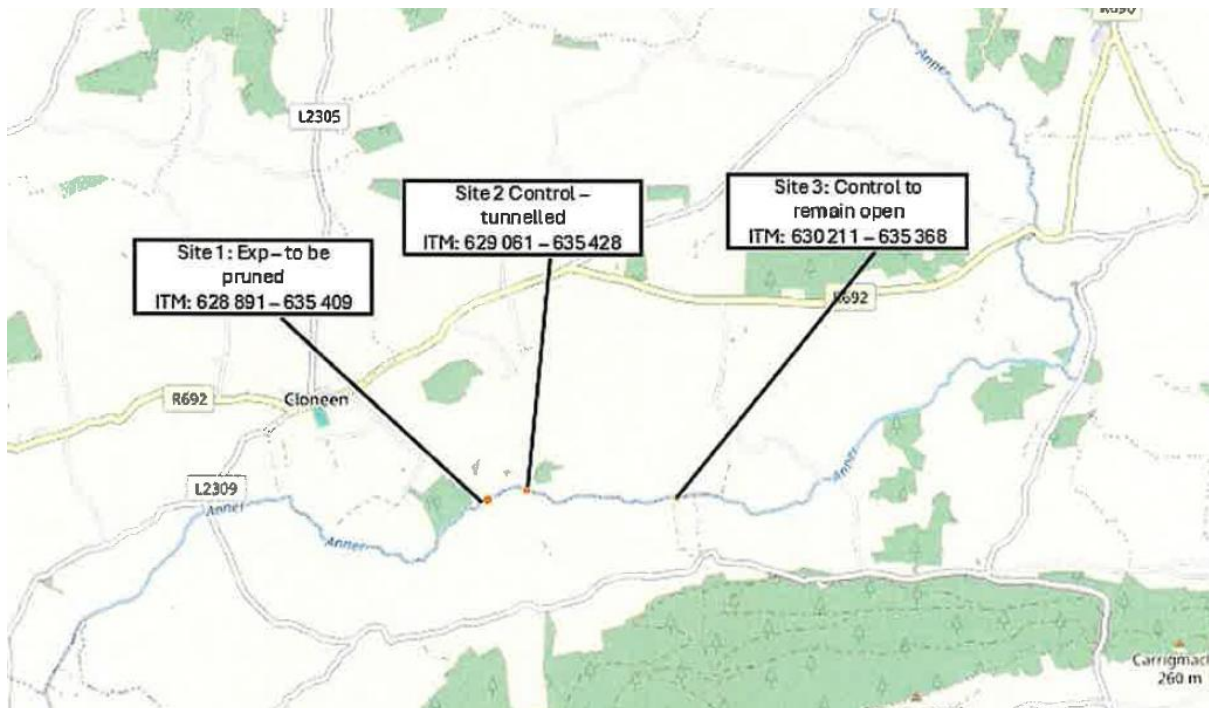 R690
Anner
L2305
Site 2 Control –
tunnelled
ITM: 629 061 – 635 428
Site 3: Control to
remain open
ITM: 630 211 – 635 368
Site 1: Exp – to be
pruned
ITM: 628 891 – 635 409
R692
R692
Cloneen
L2309
Anner
Anner
Anner
Carrigmacl
260 m